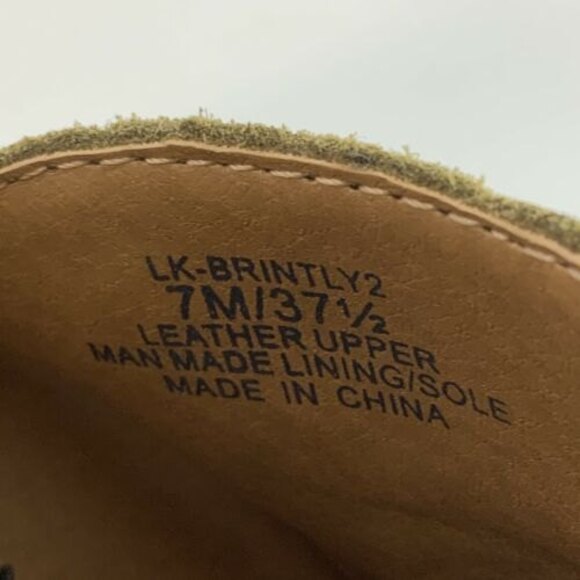 LK-BRINTLY2
7M/37½
LEATHER UPPER
MAN MADE LINING/SOLE
MADE IN CHINA